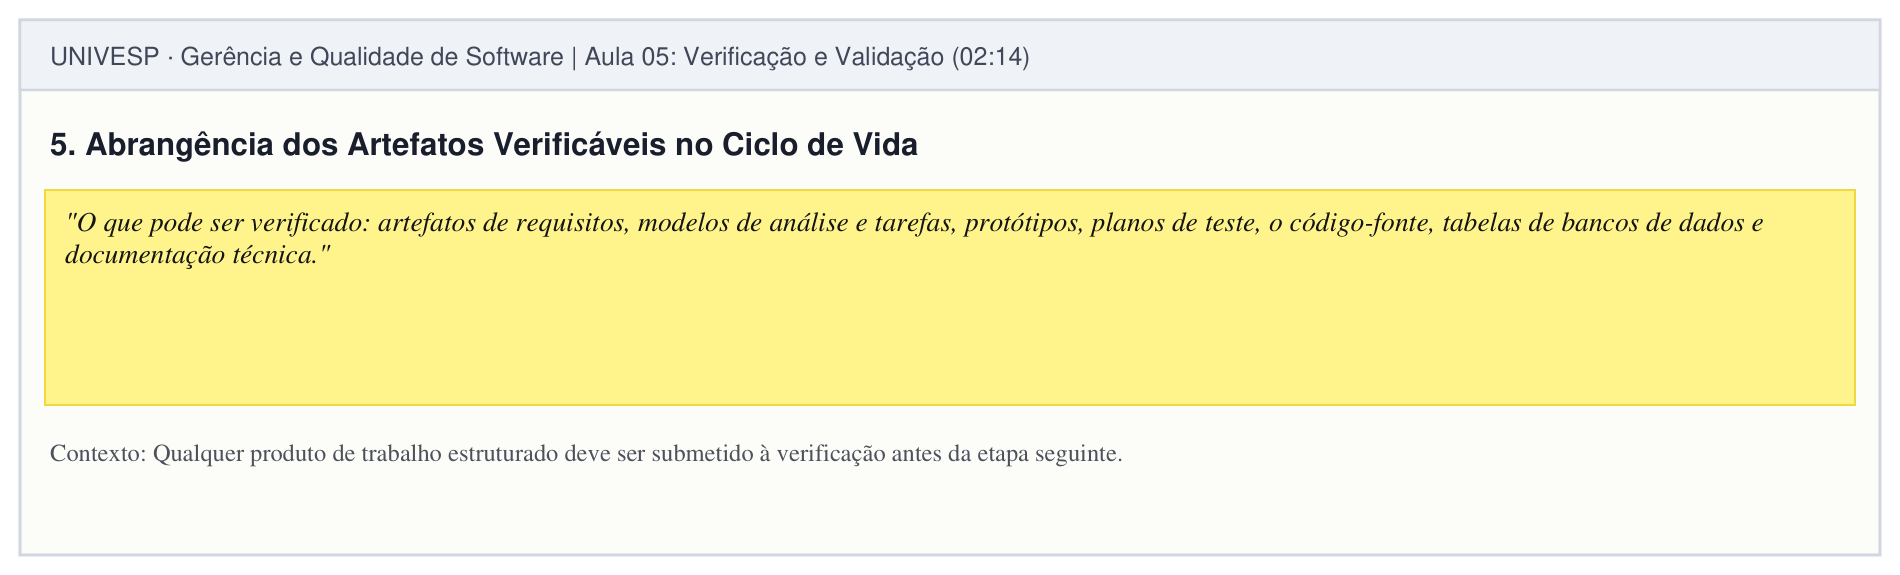 UNIVESP · Gerência e Qualidade de Software | Aula 05: Verificação e Validação (02:14)
5. Abrangência dos Artefatos Verificáveis no Ciclo de Vida
"O que pode ser verificado: artefatos de requisitos, modelos de análise e tarefas, protótipos, planos de teste, o código-fonte, tabelas de bancos de dados e
documentação técnica."
Contexto: Qualquer produto de trabalho estruturado deve ser submetido à verificação antes da etapa seguinte.